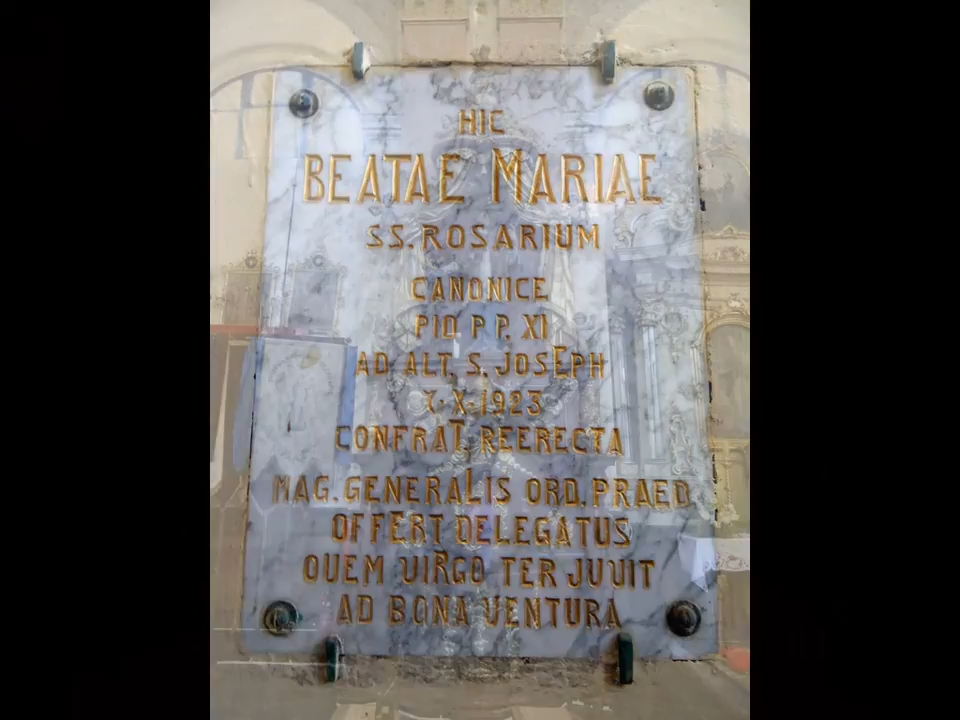 HIC
BEATAE MARIAE
SS. ROSARIUM
CANONICE
PIO P P. XI
AD ALT. S. JOSEPH
X·X·1923
CONFRAT. REERECTA
MAG. GENERALIS ORD. PRAED
OFFERT DELEGATUS
QUEM VIRGO TER JUVIT
AD BONA VENTURA